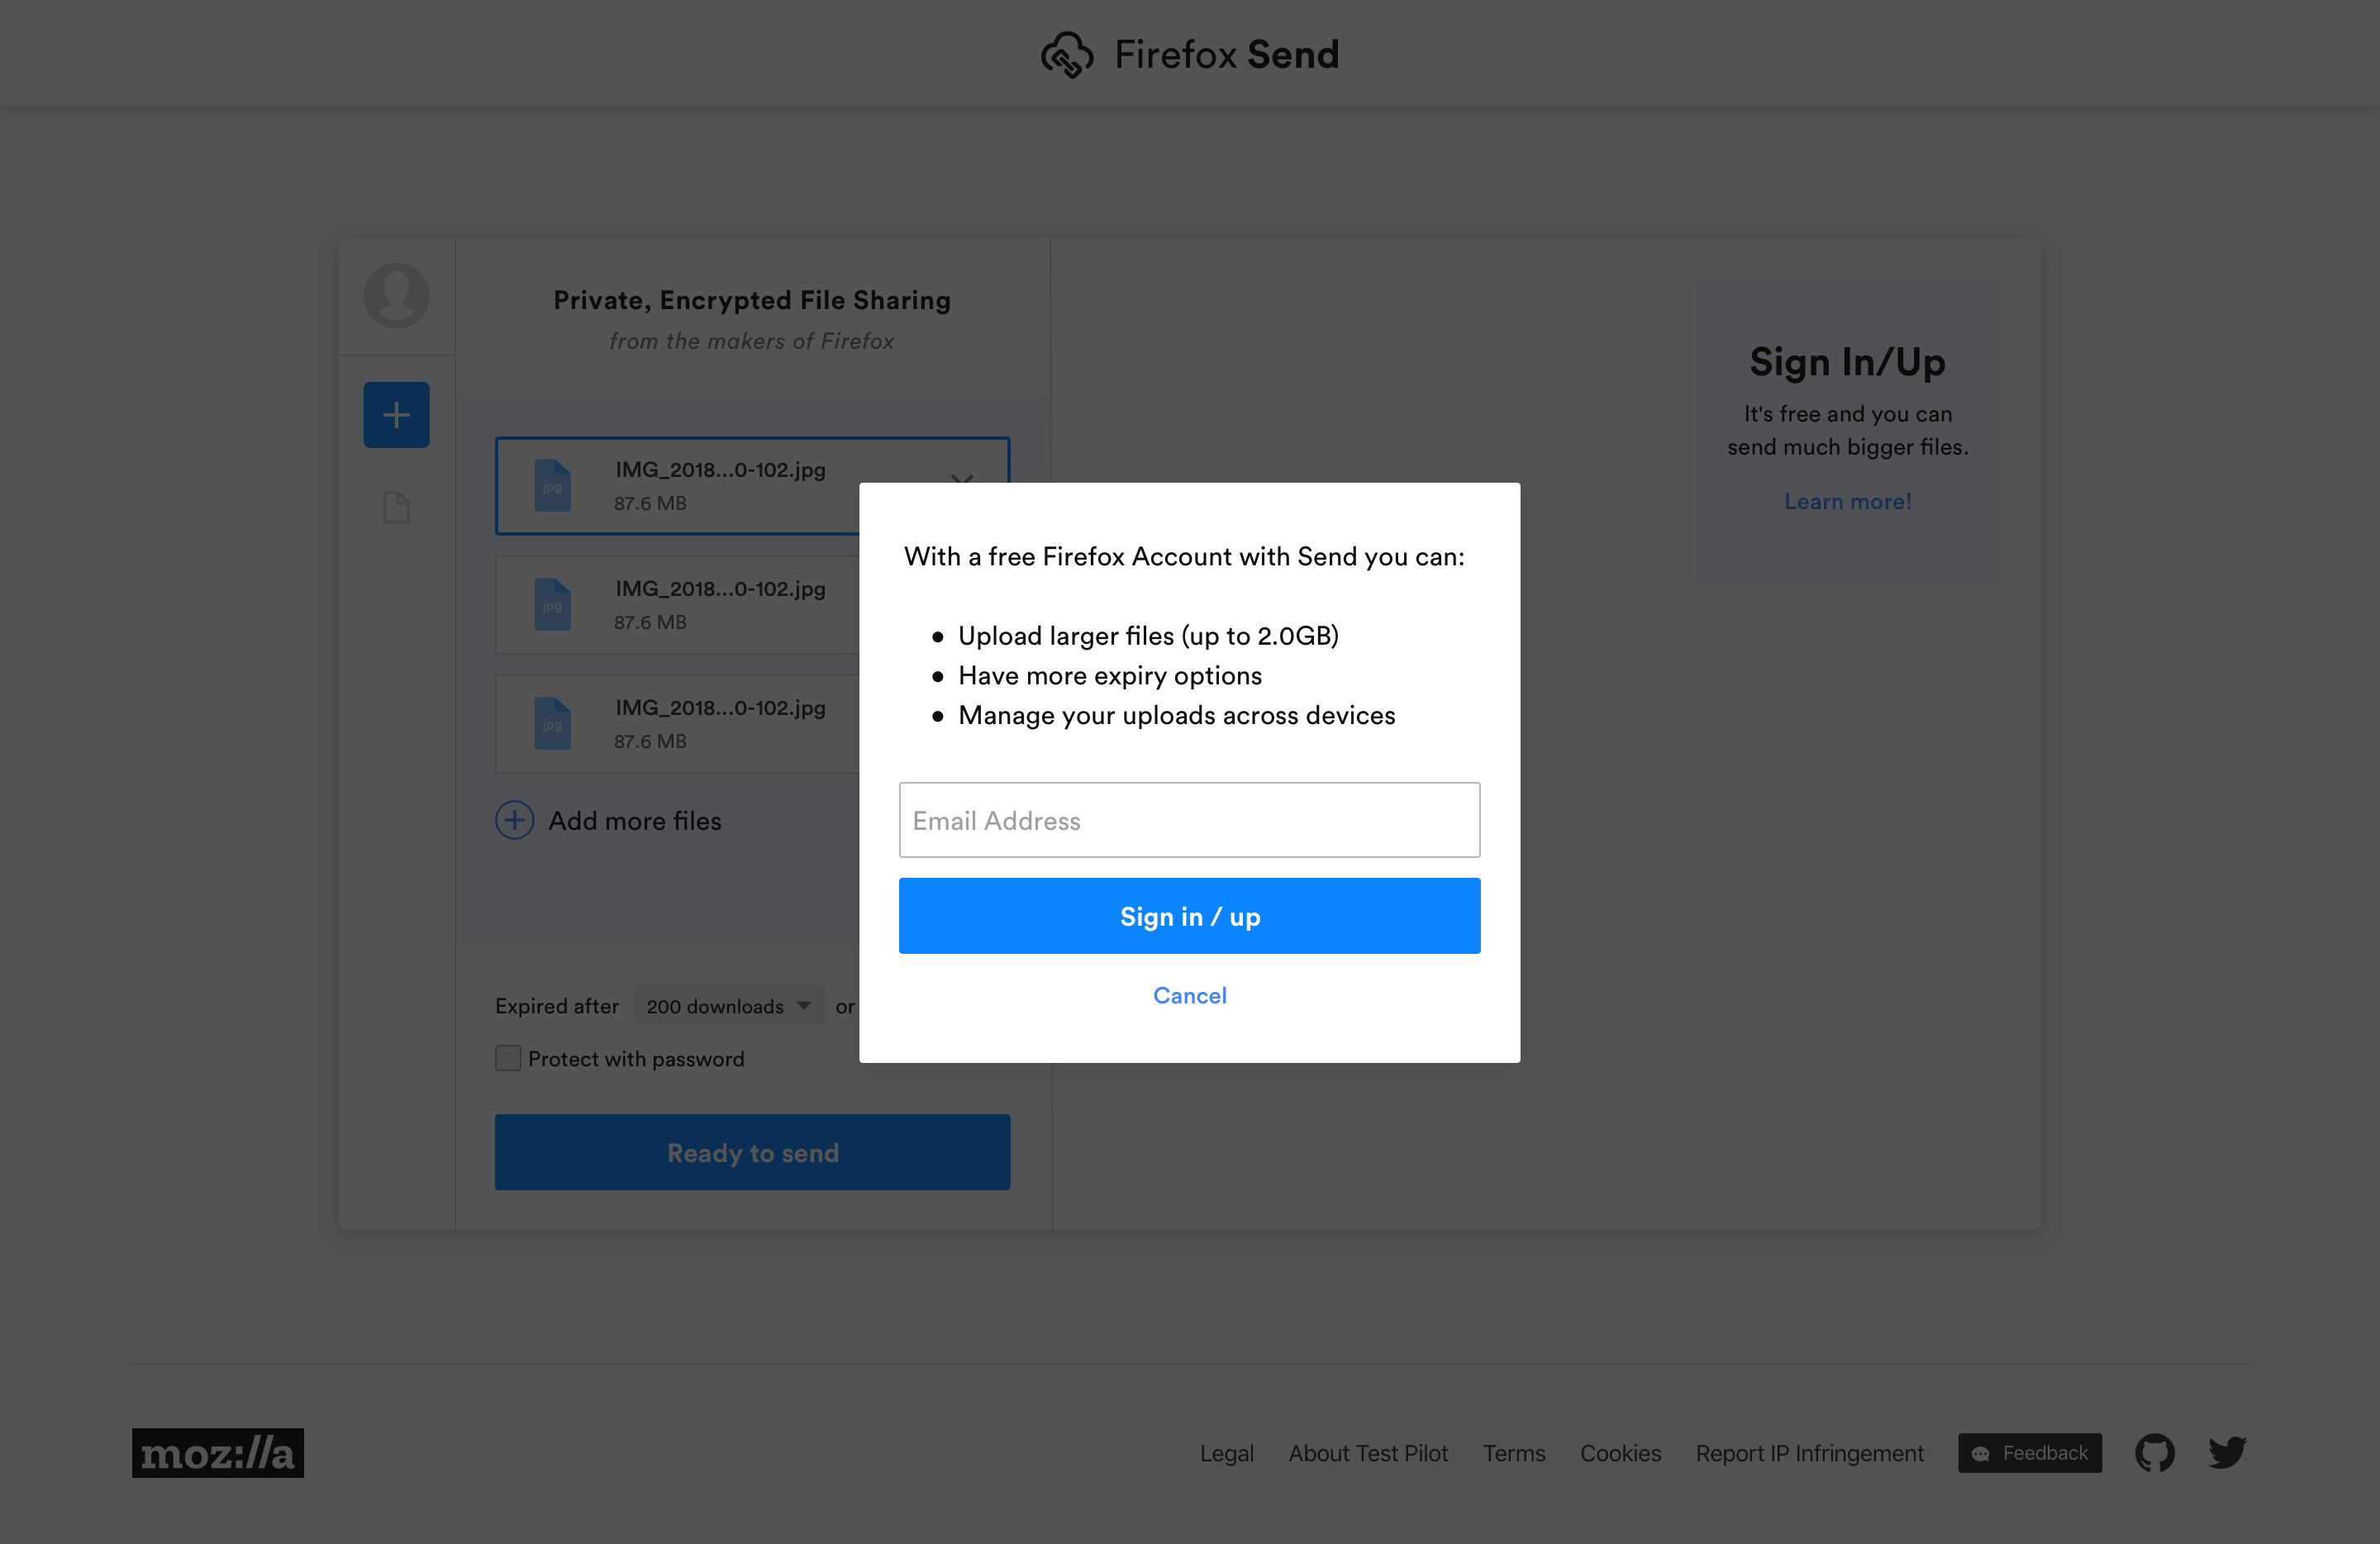 Firefox Send
Private, Encrypted File Sharing
from the makers of Firefox
jpg
IMG_2018...0-102.jpg
87.6 MB
jpg
IMG_2018...0-102.jpg
87.6 MB
jpg
IMG_2018...0-102.jpg
87.6 MB
Add more files
Expired after 200 downloads or
Protect with password
Ready to send
Sign In/Up
It's free and you can
send much bigger files.
Learn more!
With a free Firefox Account with Send you can:
● Upload larger files (up to 2.0GB)
● Have more expiry options
● Manage your uploads across devices
Email Address
Sign in / up
Cancel
moz://a
Legal About Test Pilot Terms Cookies Report IP Infringement Feedback